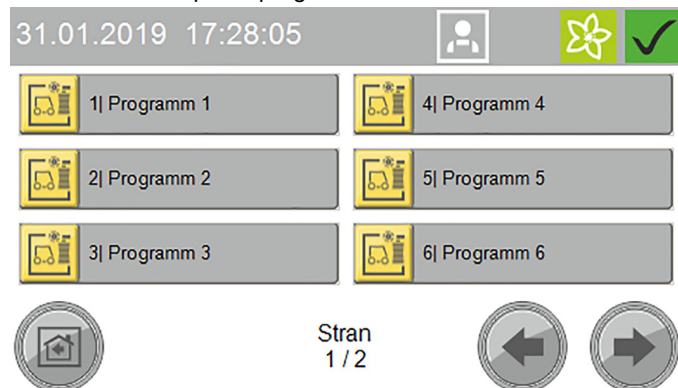 31.01.2019 17:28:05
1| Programm 1
4| Programm 4
2| Programm 2
5| Programm 5
3| Programm 3
6| Programm 6
Stran
1 / 2